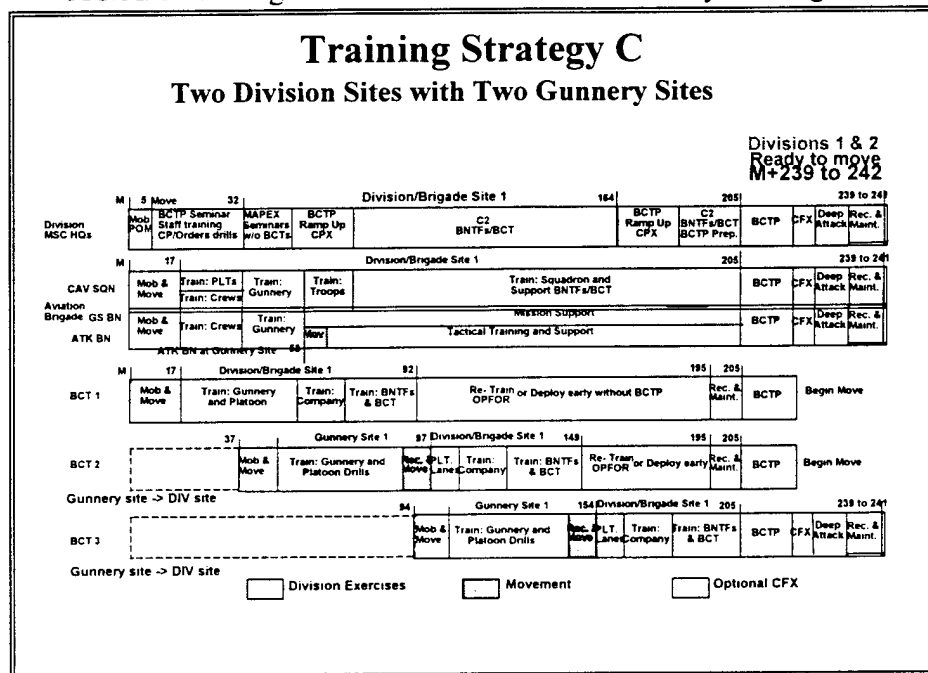 Training Strategy C
Two Division Sites with Two Gunnery Sites
Divisions 1 & 2
Ready to move
M+239 to 242
M 5 Move 32 Division/Brigade Site 1 164 205 239 to 241
Division
MSC HQs
Mob POM
BCTP Seminar
Staff training
CP/Orders drills
MAPEX
Seminars
w/o BCTs
BCTP
Ramp Up
CPX
C2
BNTFs/BCT
BCTP
Ramp Up
CPX
C2
BNTFs/BCT
BCTP Prep.
BCTP
CFX
Deep
Attack
Rec. &
Maint.
M 17 Division/Brigade Site 1 205 239 to 241
CAV SQN
Mob &
Move
Train: PLTs
Train: Crews
Train:
Gunnery
Train:
Troops
Train: Squadron and
Support BNTFs/BCT
BCTP
CFX
Deep
Attack
Rec. &
Maint.
Aviation
Brigade GS BN
ATK BN
Mob &
Move
Train: Crews
Train:
Gunnery
Mov
Mission Support
Tactical Training and Support
BCTP
CFX
Deep
Attack
Rec. &
Maint.
ATK BN at Gunnery Site
M 17 Division/Brigade Site 1 92 195 205
BCT 1
Mob &
Move
Train: Gunnery
and Platoon
Train:
Company
Train: BNTFs
& BCT
Re-Train
OPFOR or Deploy early without BCTP
Rec. &
Maint.
BCTP
Begin Move
37 Gunnery Site 1 97 Division/Brigade Site 1 149 195 205
BCT 2
Mob &
Move
Train: Gunnery and
Platoon Drills
Rec. &
Move
PLT.
Lanes
Train:
Company
Train: BNTFs
& BCT
Re-Train
OPFOR or Deploy early
Rec. &
Maint.
BCTP
Begin Move
Gunnery site -> DIV site
94 Gunnery Site 1 154 Division/Brigade Site 1 205 239 to 241
BCT 3
Mob &
Move
Train: Gunnery and
Platoon Drills
Rec. &
Move
PLT.
Lanes
Train:
Company
Train: BNTFs
& BCT
BCTP
CFX
Deep
Attack
Rec. &
Maint.
Gunnery site -> DIV site
Division Exercises
Movement
Optional CFX